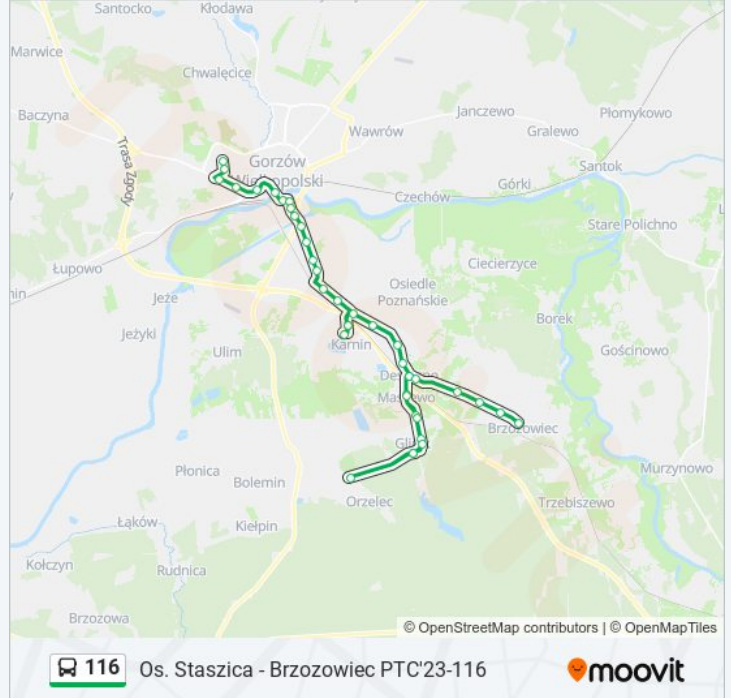 Santocko
Kłodawa
Marwice
Chwalęcice
Baczyna
Janczewo
Płomykowo
Wawrów
Gralewo
Trasa Zgody
Gorzów
Wielkopolski
Santok
Górki
Czechów
Stare Polichno
Łupowo
Ciecierzyce
Osiedle
Poznańskie
Jeże
Borek
Jeżyki
Ulim
Karnin
Gościnowo
Maszewo
Brzozowiec
Murzynowo
Płonica
Bolemin
Orzelec
Trzebiszewo
Łąków
Kiełpin
Kołczyn
Rudnica
Brzozowa
© OpenStreetMap contributors | © OpenMapTiles
116 Os. Staszica - Brzozowiec PTC'23-116 moovit